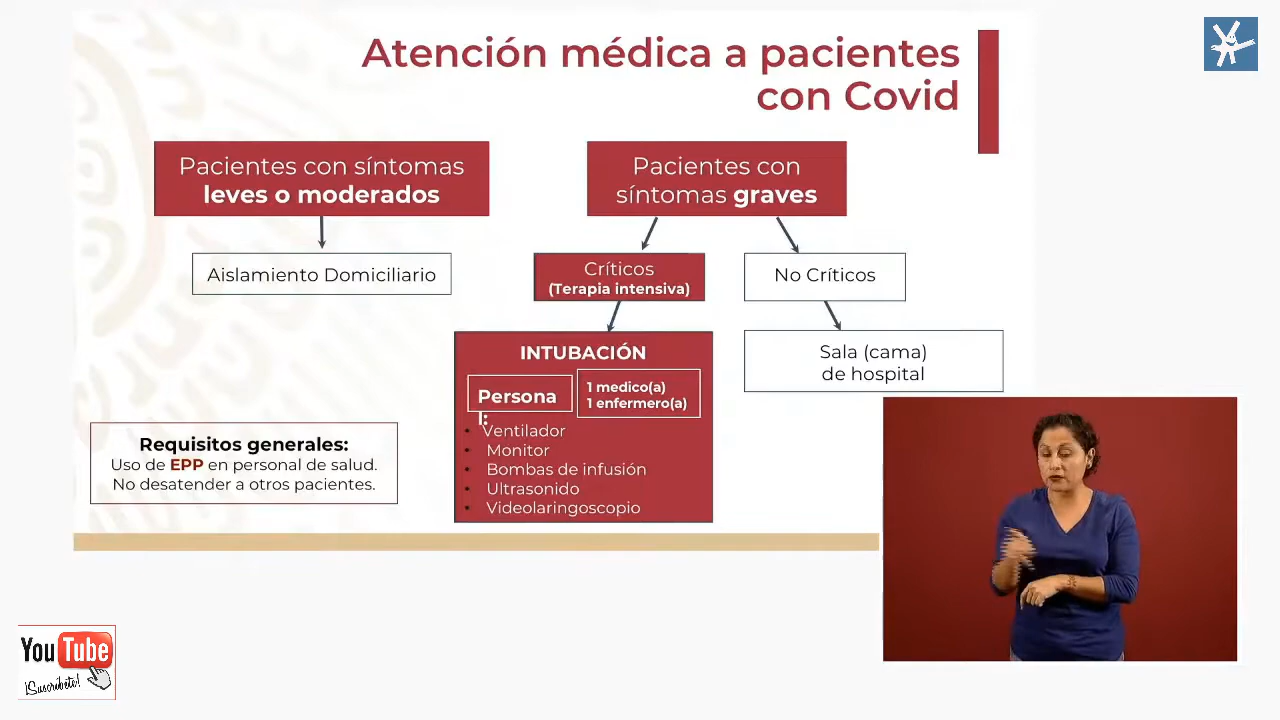 Atención médica a pacientes
con Covid
Pacientes con síntomas
leves o moderados
Aislamiento Domiciliario
Pacientes con
síntomas graves
Críticos
(Terapia intensiva)
No Críticos
INTUBACIÓN
Persona
l:
1 medico(a)
1 enfermero(a)
• Ventilador
• Monitor
• Bombas de infusión
• Ultrasonido
• Videolaringoscopio
Sala (cama)
de hospital
Requisitos generales:
Uso de EPP en personal de salud.
No desatender a otros pacientes.
YouTube
¡Suscríbete!